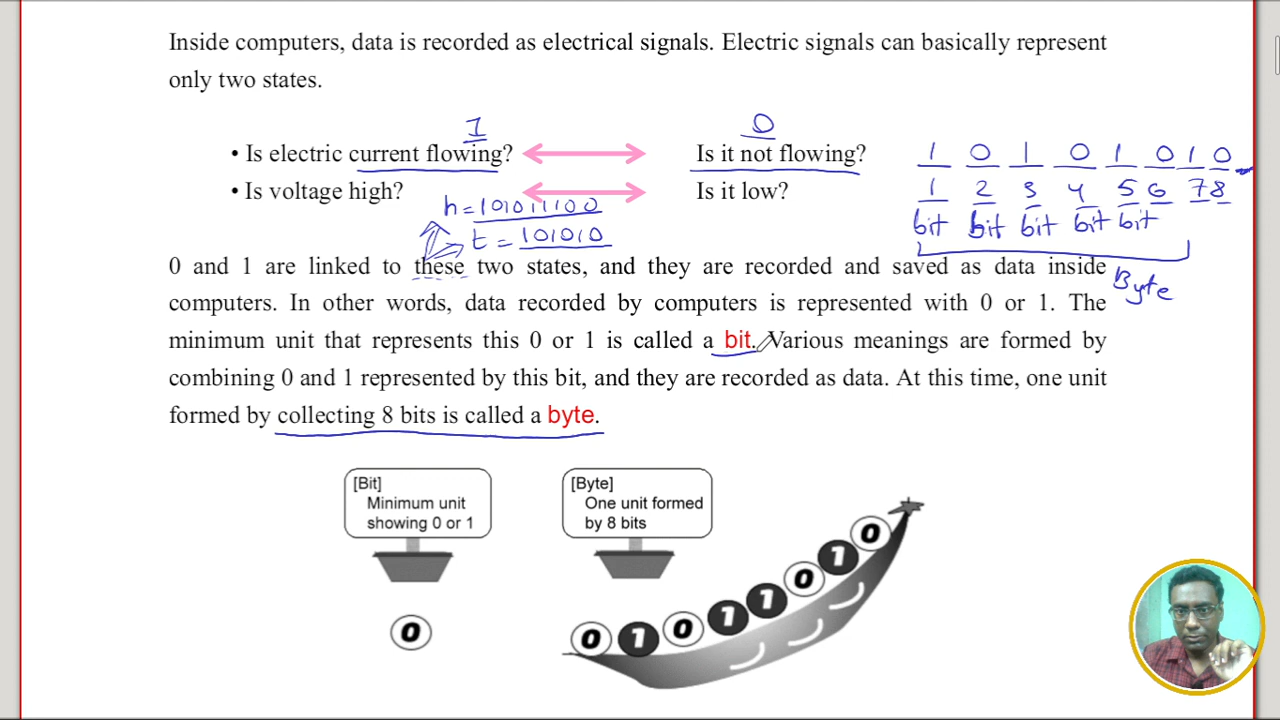 Inside computers, data is recorded as electrical signals. Electric signals can basically represent
only two states.
1 0
• Is electric current flowing? Is it not flowing?
1 0 1 0 1 0 1 0
• Is voltage high? Is it low?
1 2 3 4 5 6 7 8
h = 101011100
bit bit bit bit bit
t = 101010
0 and 1 are linked to these two states, and they are recorded and saved as data inside
Byte
computers. In other words, data recorded by computers is represented with 0 or 1. The
minimum unit that represents this 0 or 1 is called a bit. Various meanings are formed by
combining 0 and 1 represented by this bit, and they are recorded as data. At this time, one unit
formed by collecting 8 bits is called a byte.
[Bit]
Minimum unit
showing 0 or 1
[Byte]
One unit formed
by 8 bits
0
0 1 0 1 1 0 1 0